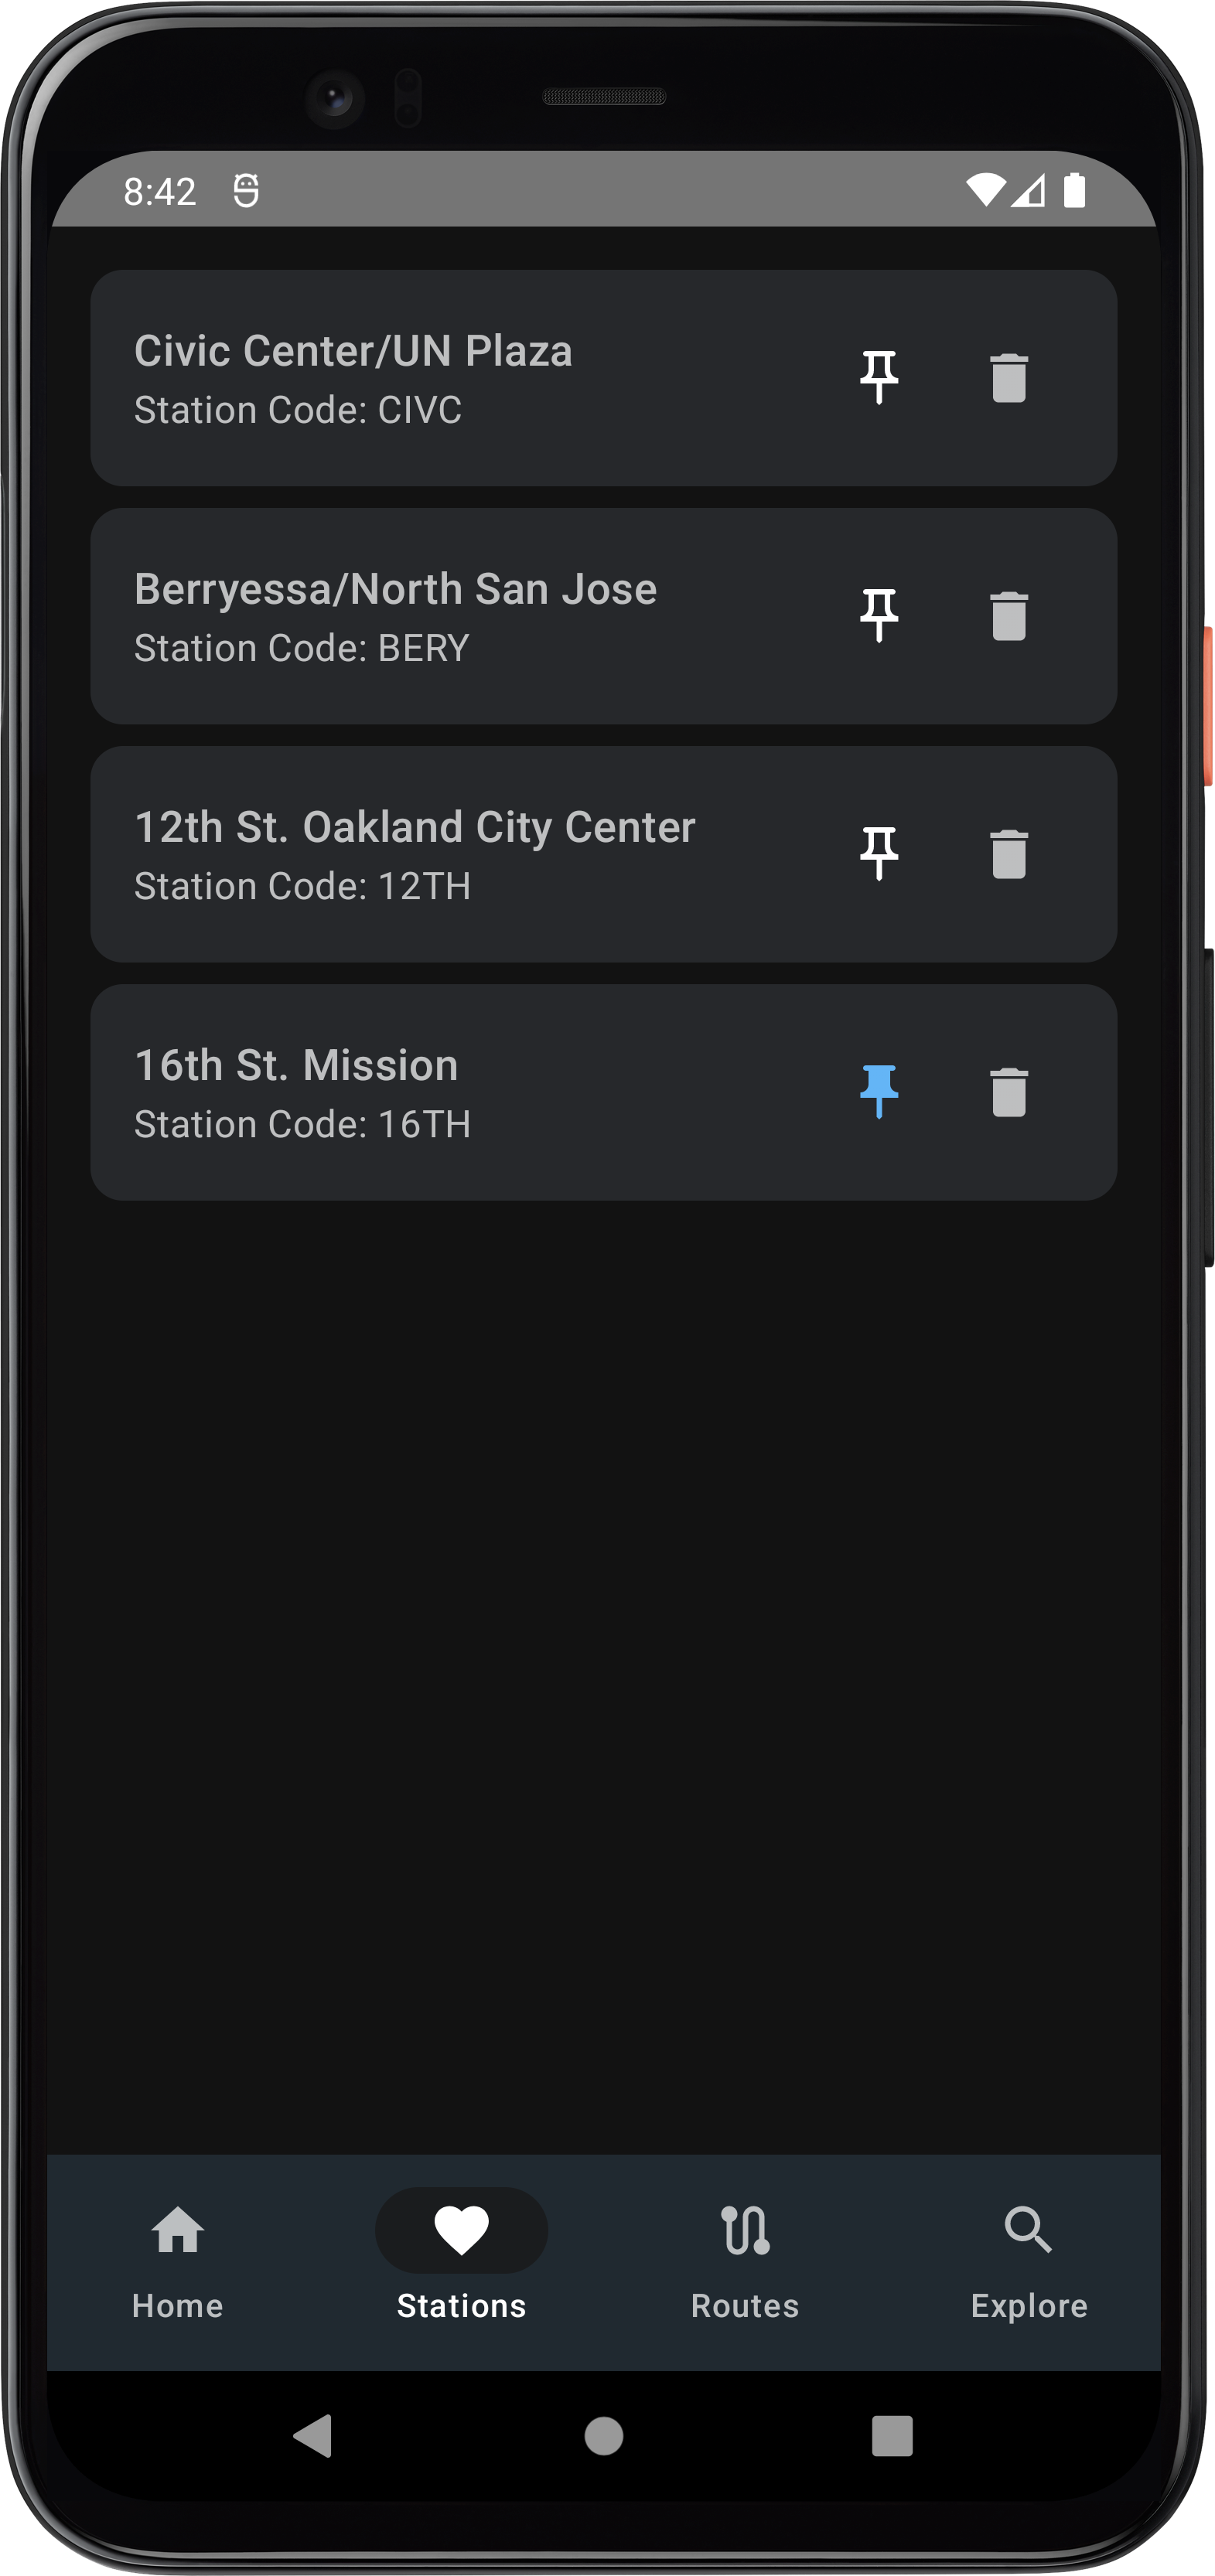 8:42
Civic Center/UN Plaza
Station Code: CIVC
Berryessa/North San Jose
Station Code: BERY
12th St. Oakland City Center
Station Code: 12TH
16th St. Mission
Station Code: 16TH
Home
Stations
Routes
Explore